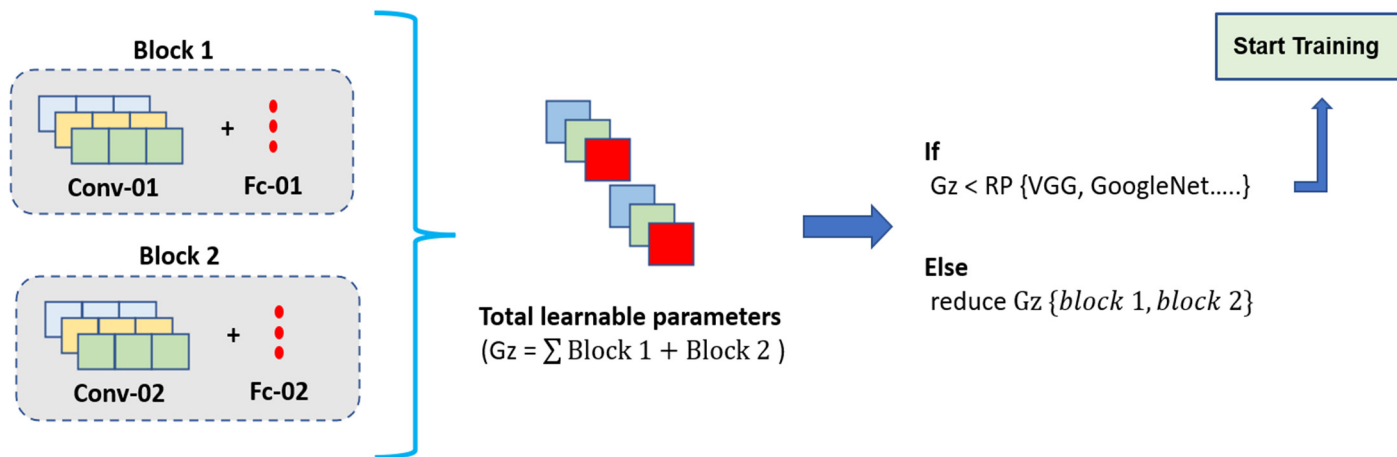 Block 1
+
Conv-01 Fc-01
Block 2
+
Conv-02 Fc-02
Total learnable parameters
(Gz = ∑ Block 1 + Block 2 )
If
Gz < RP {VGG, GoogleNet.....}
Else
reduce Gz {block 1, block 2}
Start Training